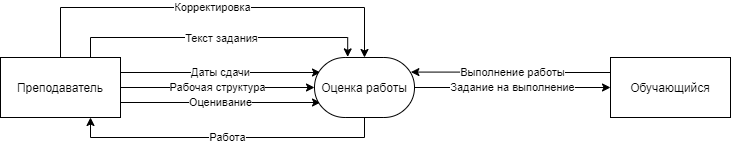 Корректировка
Текст задания
Даты сдачи
Выполнение работы
Преподаватель
Рабочая структура
Оценка работы
Задание на выполнение
Обучающийся
Оценивание
Работа